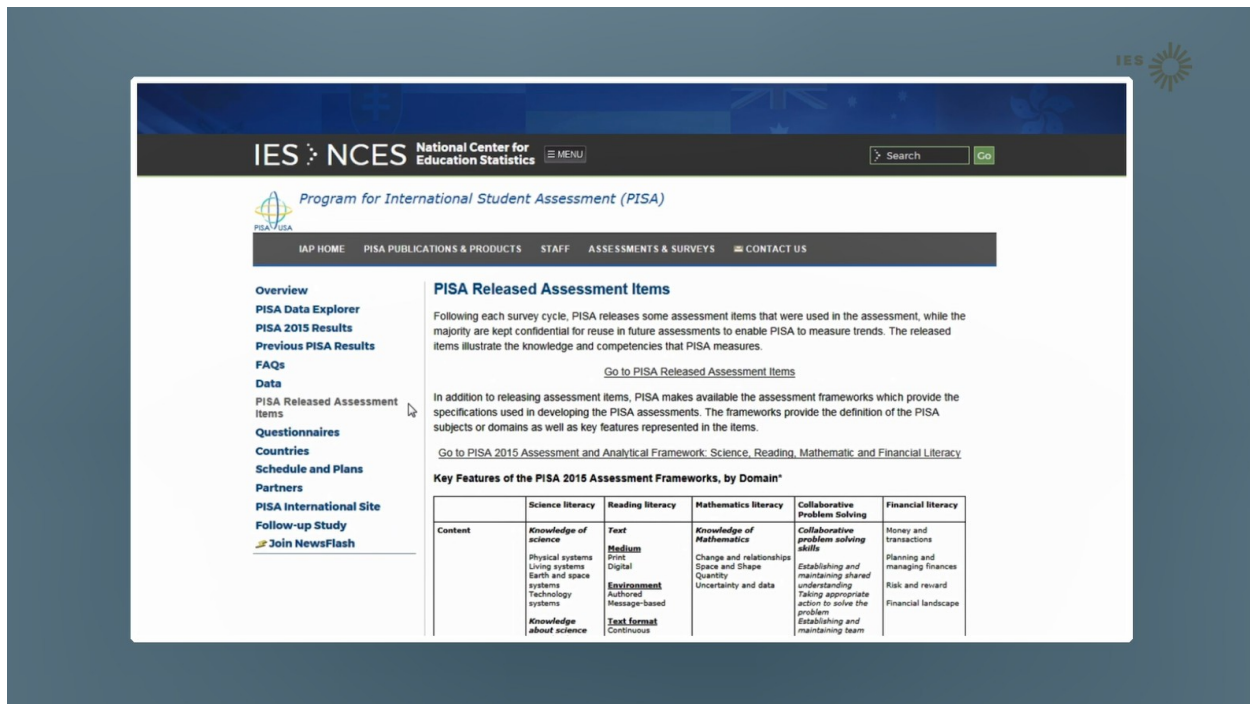 IES
IES NCES National Center for
Education Statistics
MENU
Search
Go
PISA USA
Program for International Student Assessment (PISA)
IAP HOME PISA PUBLICATIONS & PRODUCTS STAFF ASSESSMENTS & SURVEYS CONTACT US
Overview
PISA Data Explorer
PISA 2015 Results
Previous PISA Results
FAQs
Data
PISA Released Assessment
Items
Questionnaires
Countries
Schedule and Plans
Partners
PISA International Site
Follow-up Study
Join NewsFlash
PISA Released Assessment Items
Following each survey cycle, PISA releases some assessment items that were used in the assessment, while the
majority are kept confidential for reuse in future assessments to enable PISA to measure trends. The released
items illustrate the knowledge and competencies that PISA measures.
Go to PISA Released Assessment Items
In addition to releasing assessment items, PISA makes available the assessment frameworks which provide the
specifications used in developing the PISA assessments. The frameworks provide the definition of the PISA
subjects or domains as well as key features represented in the items.
Go to PISA 2015 Assessment and Analytical Framework: Science, Reading, Mathematic and Financial Literacy
Key Features of the PISA 2015 Assessment Frameworks, by Domain*
Science literacy
Reading literacy
Mathematics literacy
Collaborative
Problem Solving
Financial literacy
Content
Knowledge of
science
Physical systems
Living systems
Earth and space
systems
Technology
systems
Knowledge
about science
Text
Medium
Print
Digital
Environment
Authored
Message-based
Text format
Continuous
Knowledge of
Mathematics
Change and relationships
Space and Shape
Quantity
Uncertainty and data
Collaborative
problem solving
skills
Establishing and
maintaining shared
understanding
Taking appropriate
action to solve the
problem
Establishing and
maintaining team
Money and
transactions
Planning and
managing finances
Risk and reward
Financial landscape